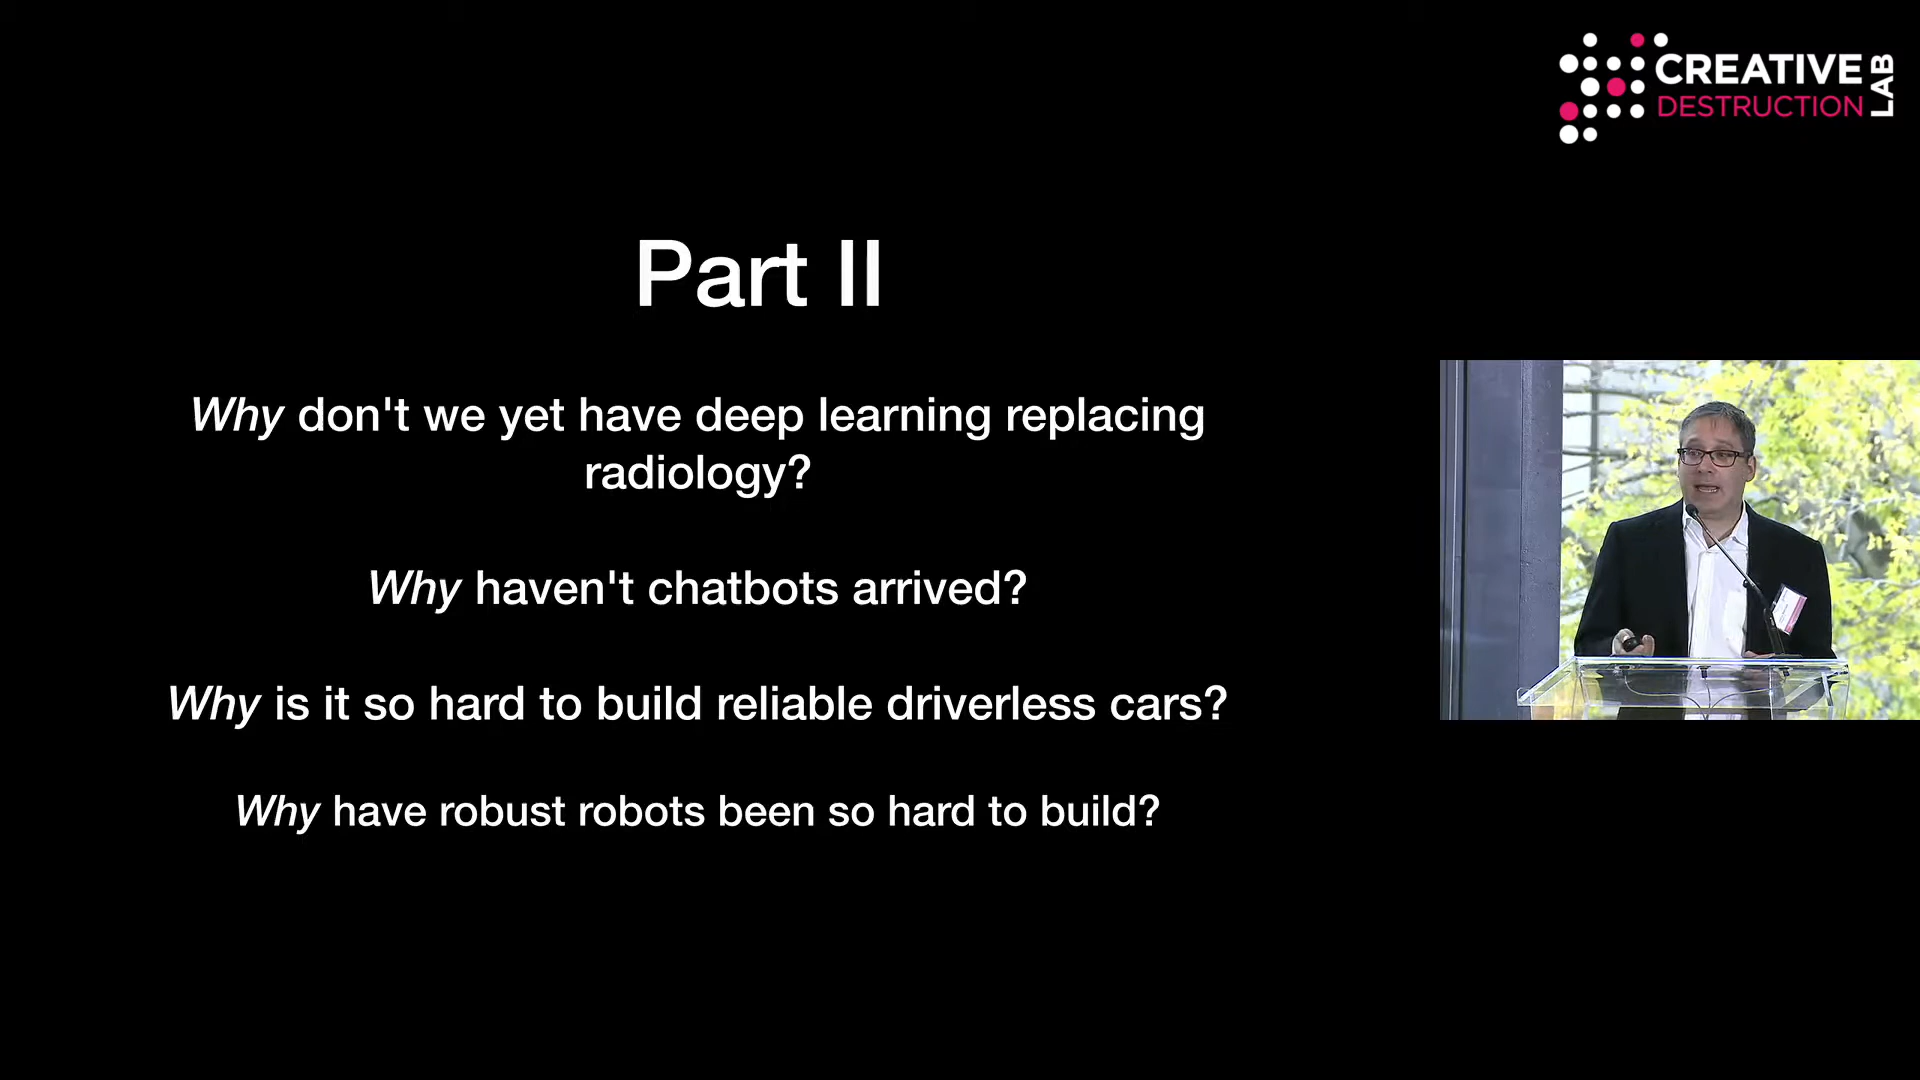 CREATIVE
DESTRUCTION
LAB
Part II
Why don't we yet have deep learning replacing
radiology?
Why haven't chatbots arrived?
Why is it so hard to build reliable driverless cars?
Why have robust robots been so hard to build?